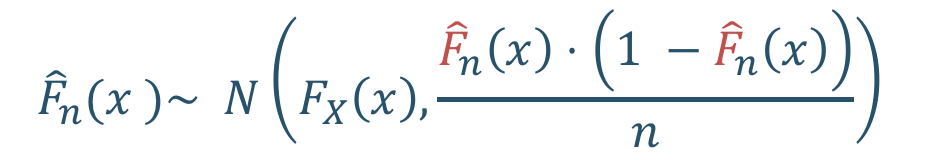 F̂ₙ(x )~ N(F_X(x), (F̂ₙ(x)·(1 −F̂ₙ(x)))/n)